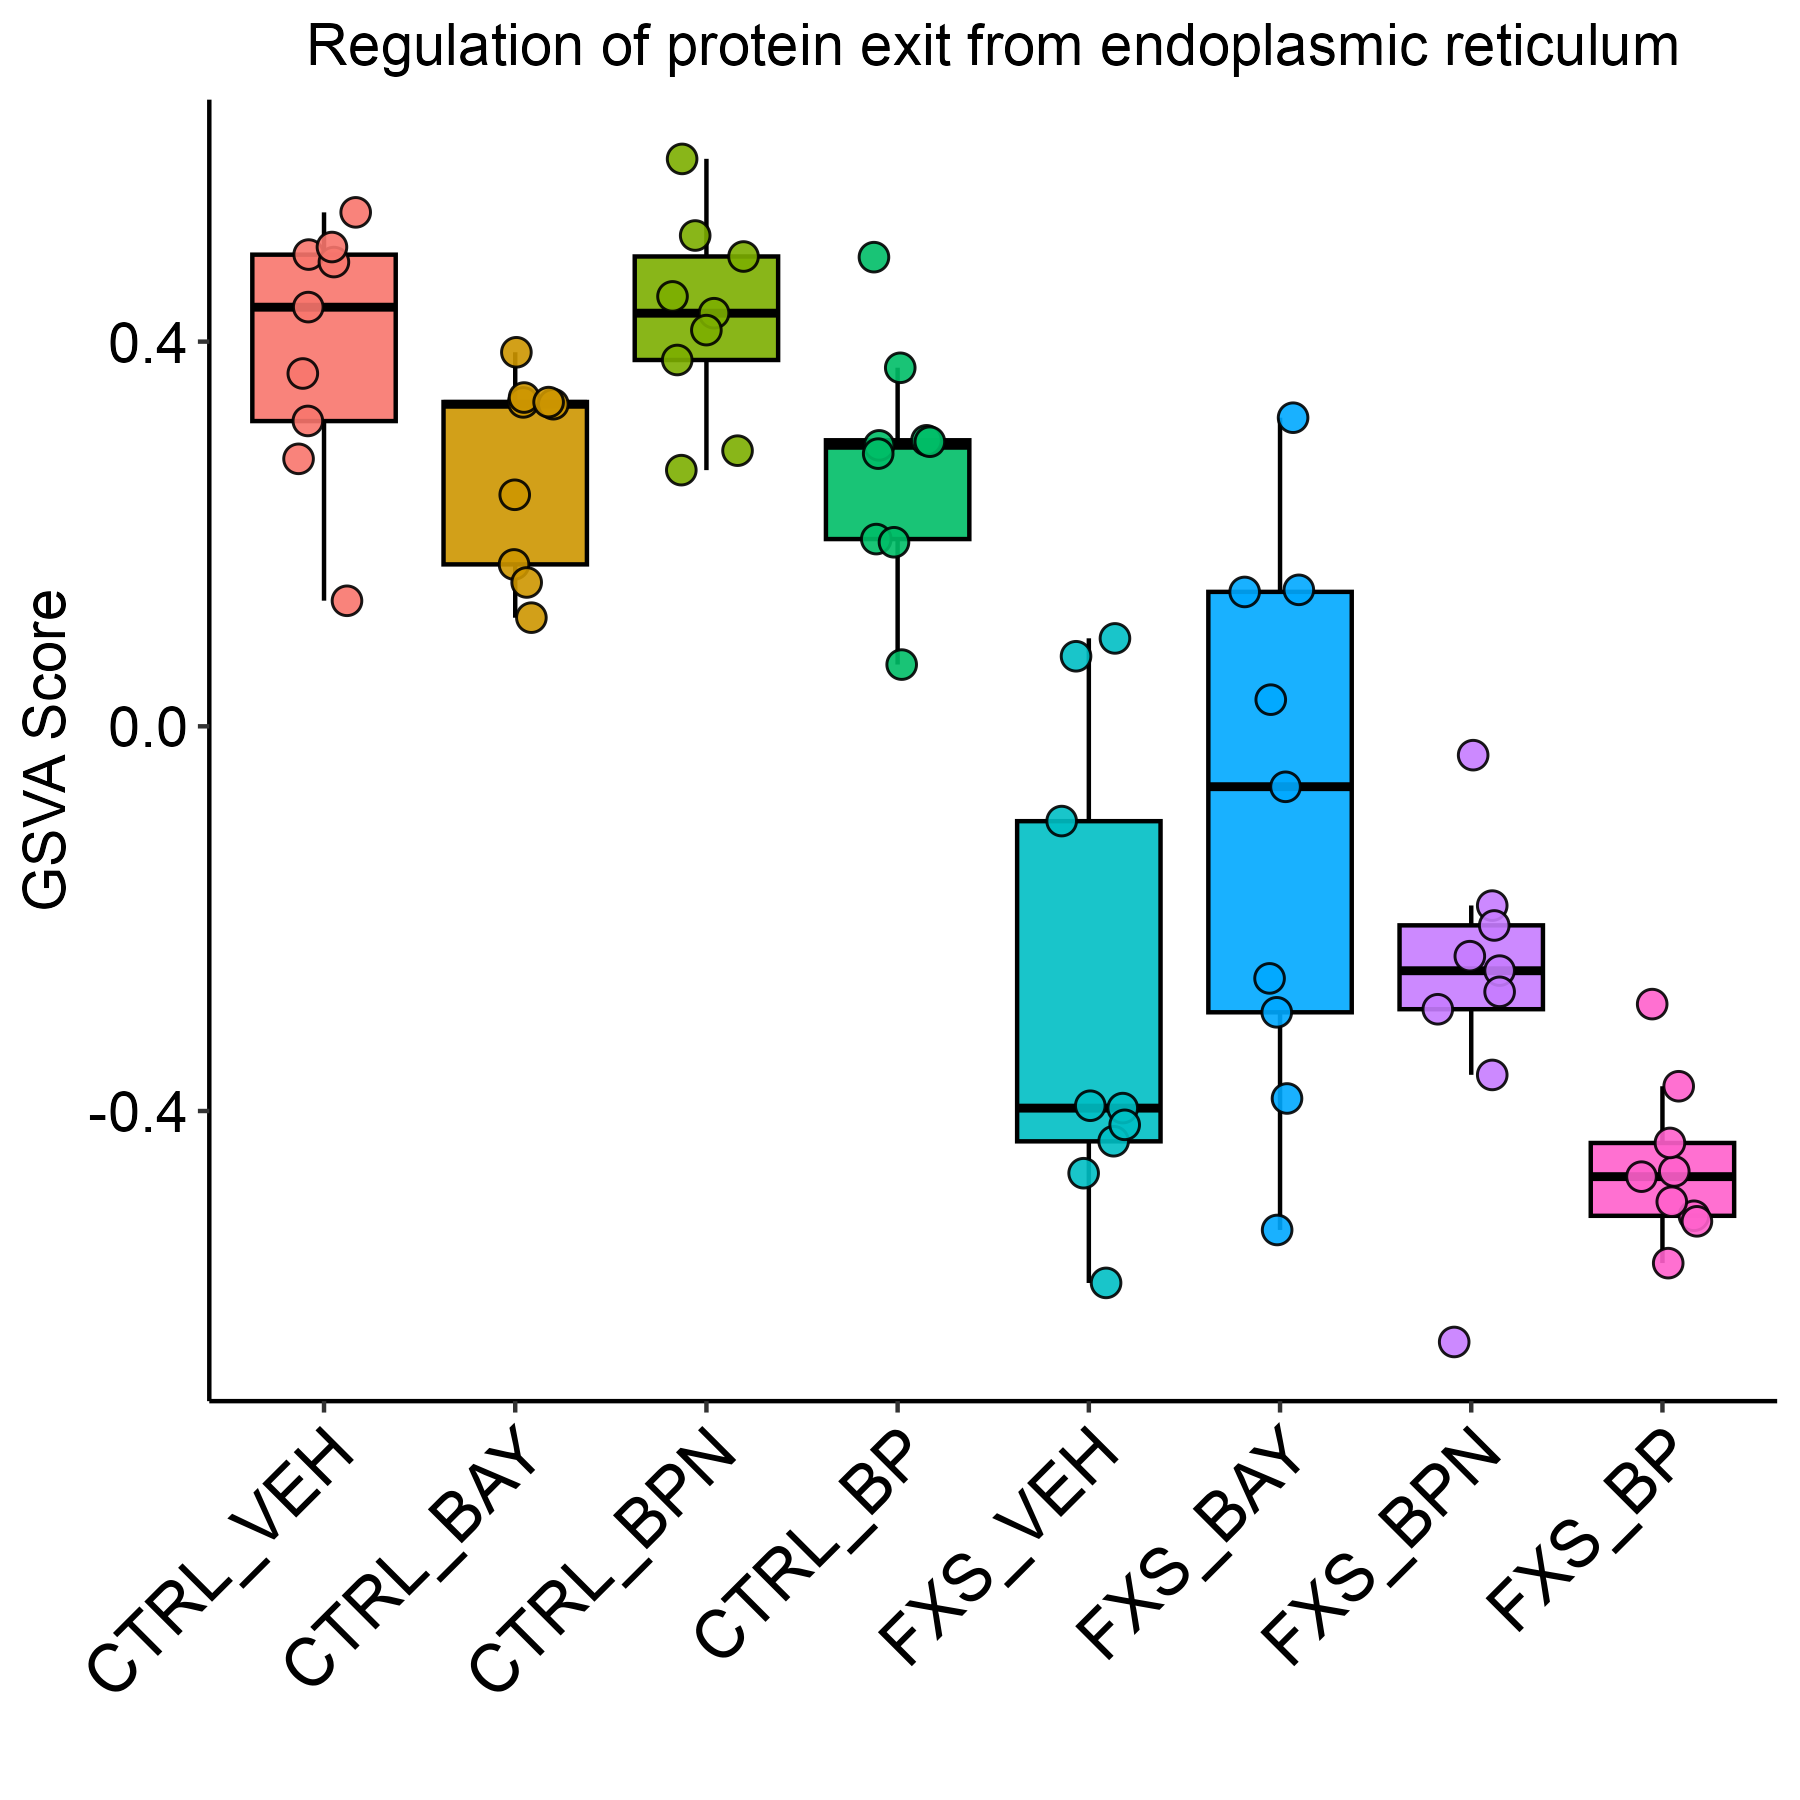 Regulation of protein exit from endoplasmic reticulum
GSVA Score
0.4
0.0
-0.4
CTRL_VEH
CTRL_BAY
CTRL_BPN
CTRL_BP
FXS_VEH
FXS_BAY
FXS_BPN
FXS_BP